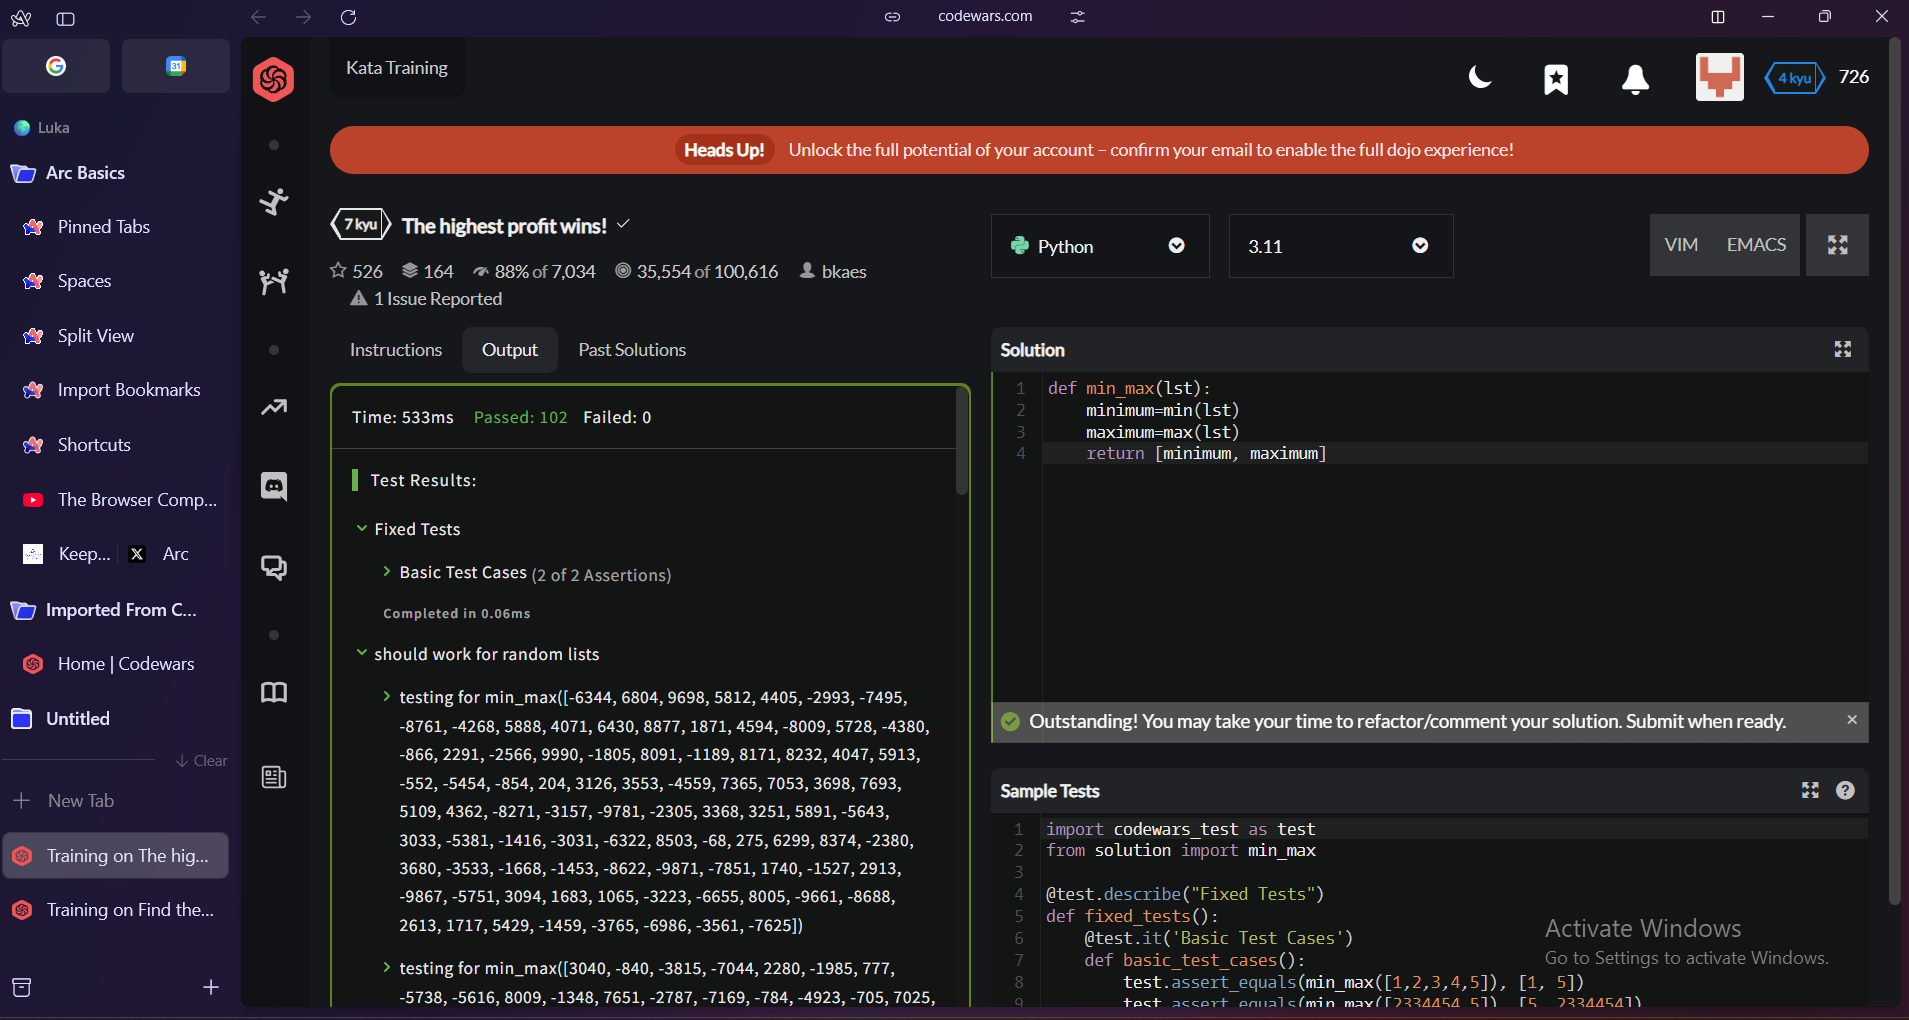 codewars.com
31
Luka
Arc Basics
Pinned Tabs
Spaces
Split View
Import Bookmarks
Shortcuts
The Browser Comp...
Keep... X Arc
Imported From C...
Home | Codewars
Untitled
Clear
New Tab
Training on The hig...
Training on Find the...
Kata Training
4 kyu 726
Heads Up! Unlock the full potential of your account – confirm your email to enable the full dojo experience!
7 kyu The highest profit wins!
526 164 88% of 7,034 35,554 of 100,616 bkaes
1 Issue Reported
Python
3.11
VIM EMACS
Instructions Output Past Solutions
Time: 533ms Passed: 102 Failed: 0
Test Results:
Fixed Tests
Basic Test Cases (2 of 2 Assertions)
Completed in 0.06ms
should work for random lists
testing for min_max([-6344, 6804, 9698, 5812, 4405, -2993, -7495,
-8761, -4268, 5888, 4071, 6430, 8877, 1871, 4594, -8009, 5728, -4380,
-866, 2291, -2566, 9990, -1805, 8091, -1189, 8171, 8232, 4047, 5913,
-552, -5454, -854, 204, 3126, 3553, -4559, 7365, 7053, 3698, 7693,
5109, 4362, -8271, -3157, -9781, -2305, 3368, 3251, 5891, -5643,
3033, -5381, -1416, -3031, -6322, 8503, -68, 275, 6299, 8374, -2380,
3680, -3533, -1668, -1453, -8622, -9871, -7851, 1740, -1527, 2913,
-9867, -5751, 3094, 1683, 1065, -3223, -6655, 8005, -9661, -8688,
2613, 1717, 5429, -1459, -3765, -6986, -3561, -7625])
testing for min_max([3040, -840, -3815, -7044, 2280, -1985, 777,
-5738, -5616, 8009, -1348, 7651, -2787, -7169, -784, -4923, -705, 7025,
Solution
1 def min_max(lst):
2 minimum=min(lst)
3 maximum=max(lst)
4 return [minimum, maximum]
Outstanding! You may take your time to refactor/comment your solution. Submit when ready.
Sample Tests
1 import codewars_test as test
2 from solution import min_max
3
4 @test.describe("Fixed Tests")
5 def fixed_tests():
6 @test.it('Basic Test Cases')
7 def basic_test_cases():
8 test.assert_equals(min_max([1,2,3,4,5]), [1, 5])
9 test.assert_equals(min_max([2334454,5]), [5, 2334454])
Activate Windows
Go to Settings to activate Windows.